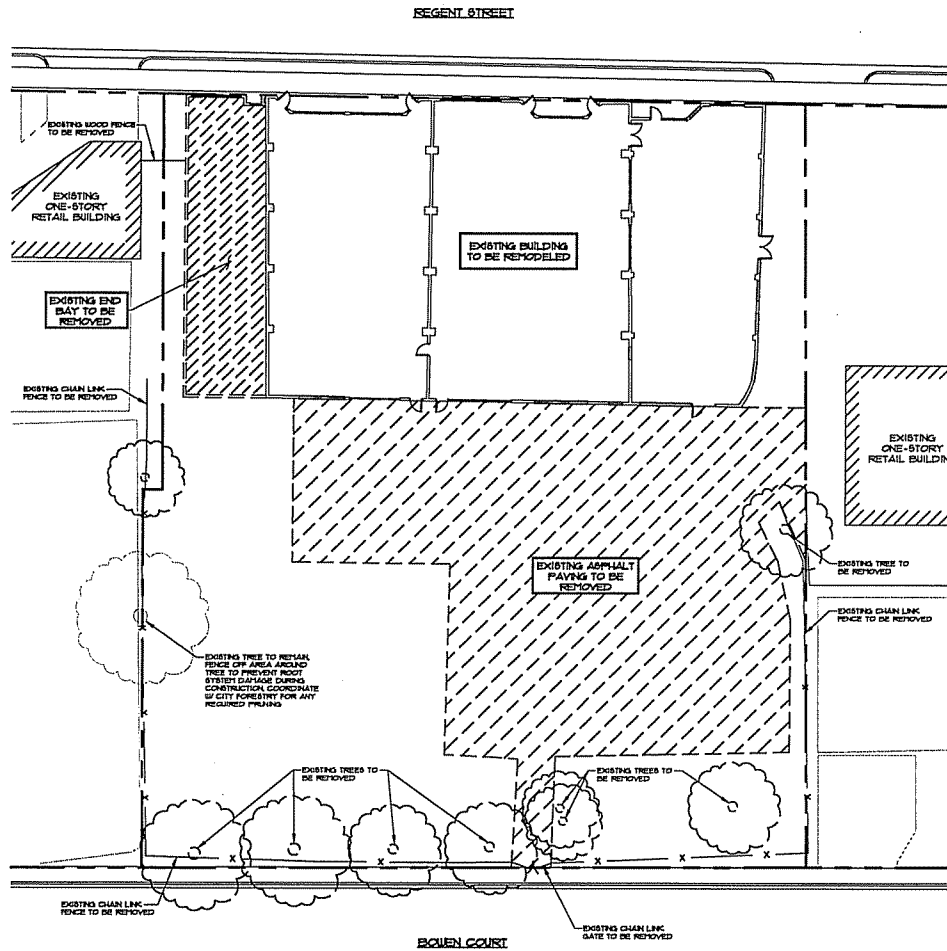 REGENT STREET
EXISTING WOOD FENCE
TO BE REMOVED
EXISTING
ONE-STORY
RETAIL BUILDING
EXISTING BUILDING
TO BE REMODELED
EXISTING END
BAY TO BE
REMOVED
EXISTING CHAIN LINK
FENCE TO BE REMOVED
EXISTING
ONE-STORY
RETAIL BUILDIN
EXISTING ASPHALT
PAVING TO BE
REMOVED
EXISTING TREE TO
BE REMOVED
EXISTING CHAIN LINK
FENCE TO BE REMOVED
EXISTING TREE TO REMAIN,
FENCE OFF AREA AROUND
TREE TO PREVENT ROOT
SYSTEM DAMAGE DURING
CONSTRUCTION, COORDINATE
W/ CITY FORESTRY FOR ANY
REQUIRED PRUNING
EXISTING TREES TO
BE REMOVED
EXISTING TREES TO
BE REMOVED
EXISTING CHAIN LINK
FENCE TO BE REMOVED
EXISTING CHAIN LINK
GATE TO BE REMOVED
BOWEN COURT